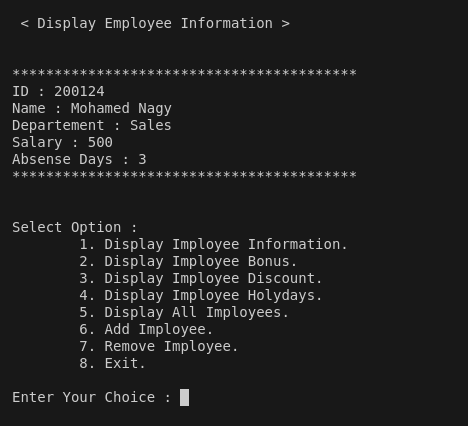 < Display Employee Information >
*****************************************
ID : 200124
Name : Mohamed Nagy
Departement : Sales
Salary : 500
Absense Days : 3
*****************************************
Select Option :
1. Display Imployee Information.
2. Display Imployee Bonus.
3. Display Imployee Discount.
4. Display Imployee Holydays.
5. Display All Imployees.
6. Add Imployee.
7. Remove Imployee.
8. Exit.
Enter Your Choice :